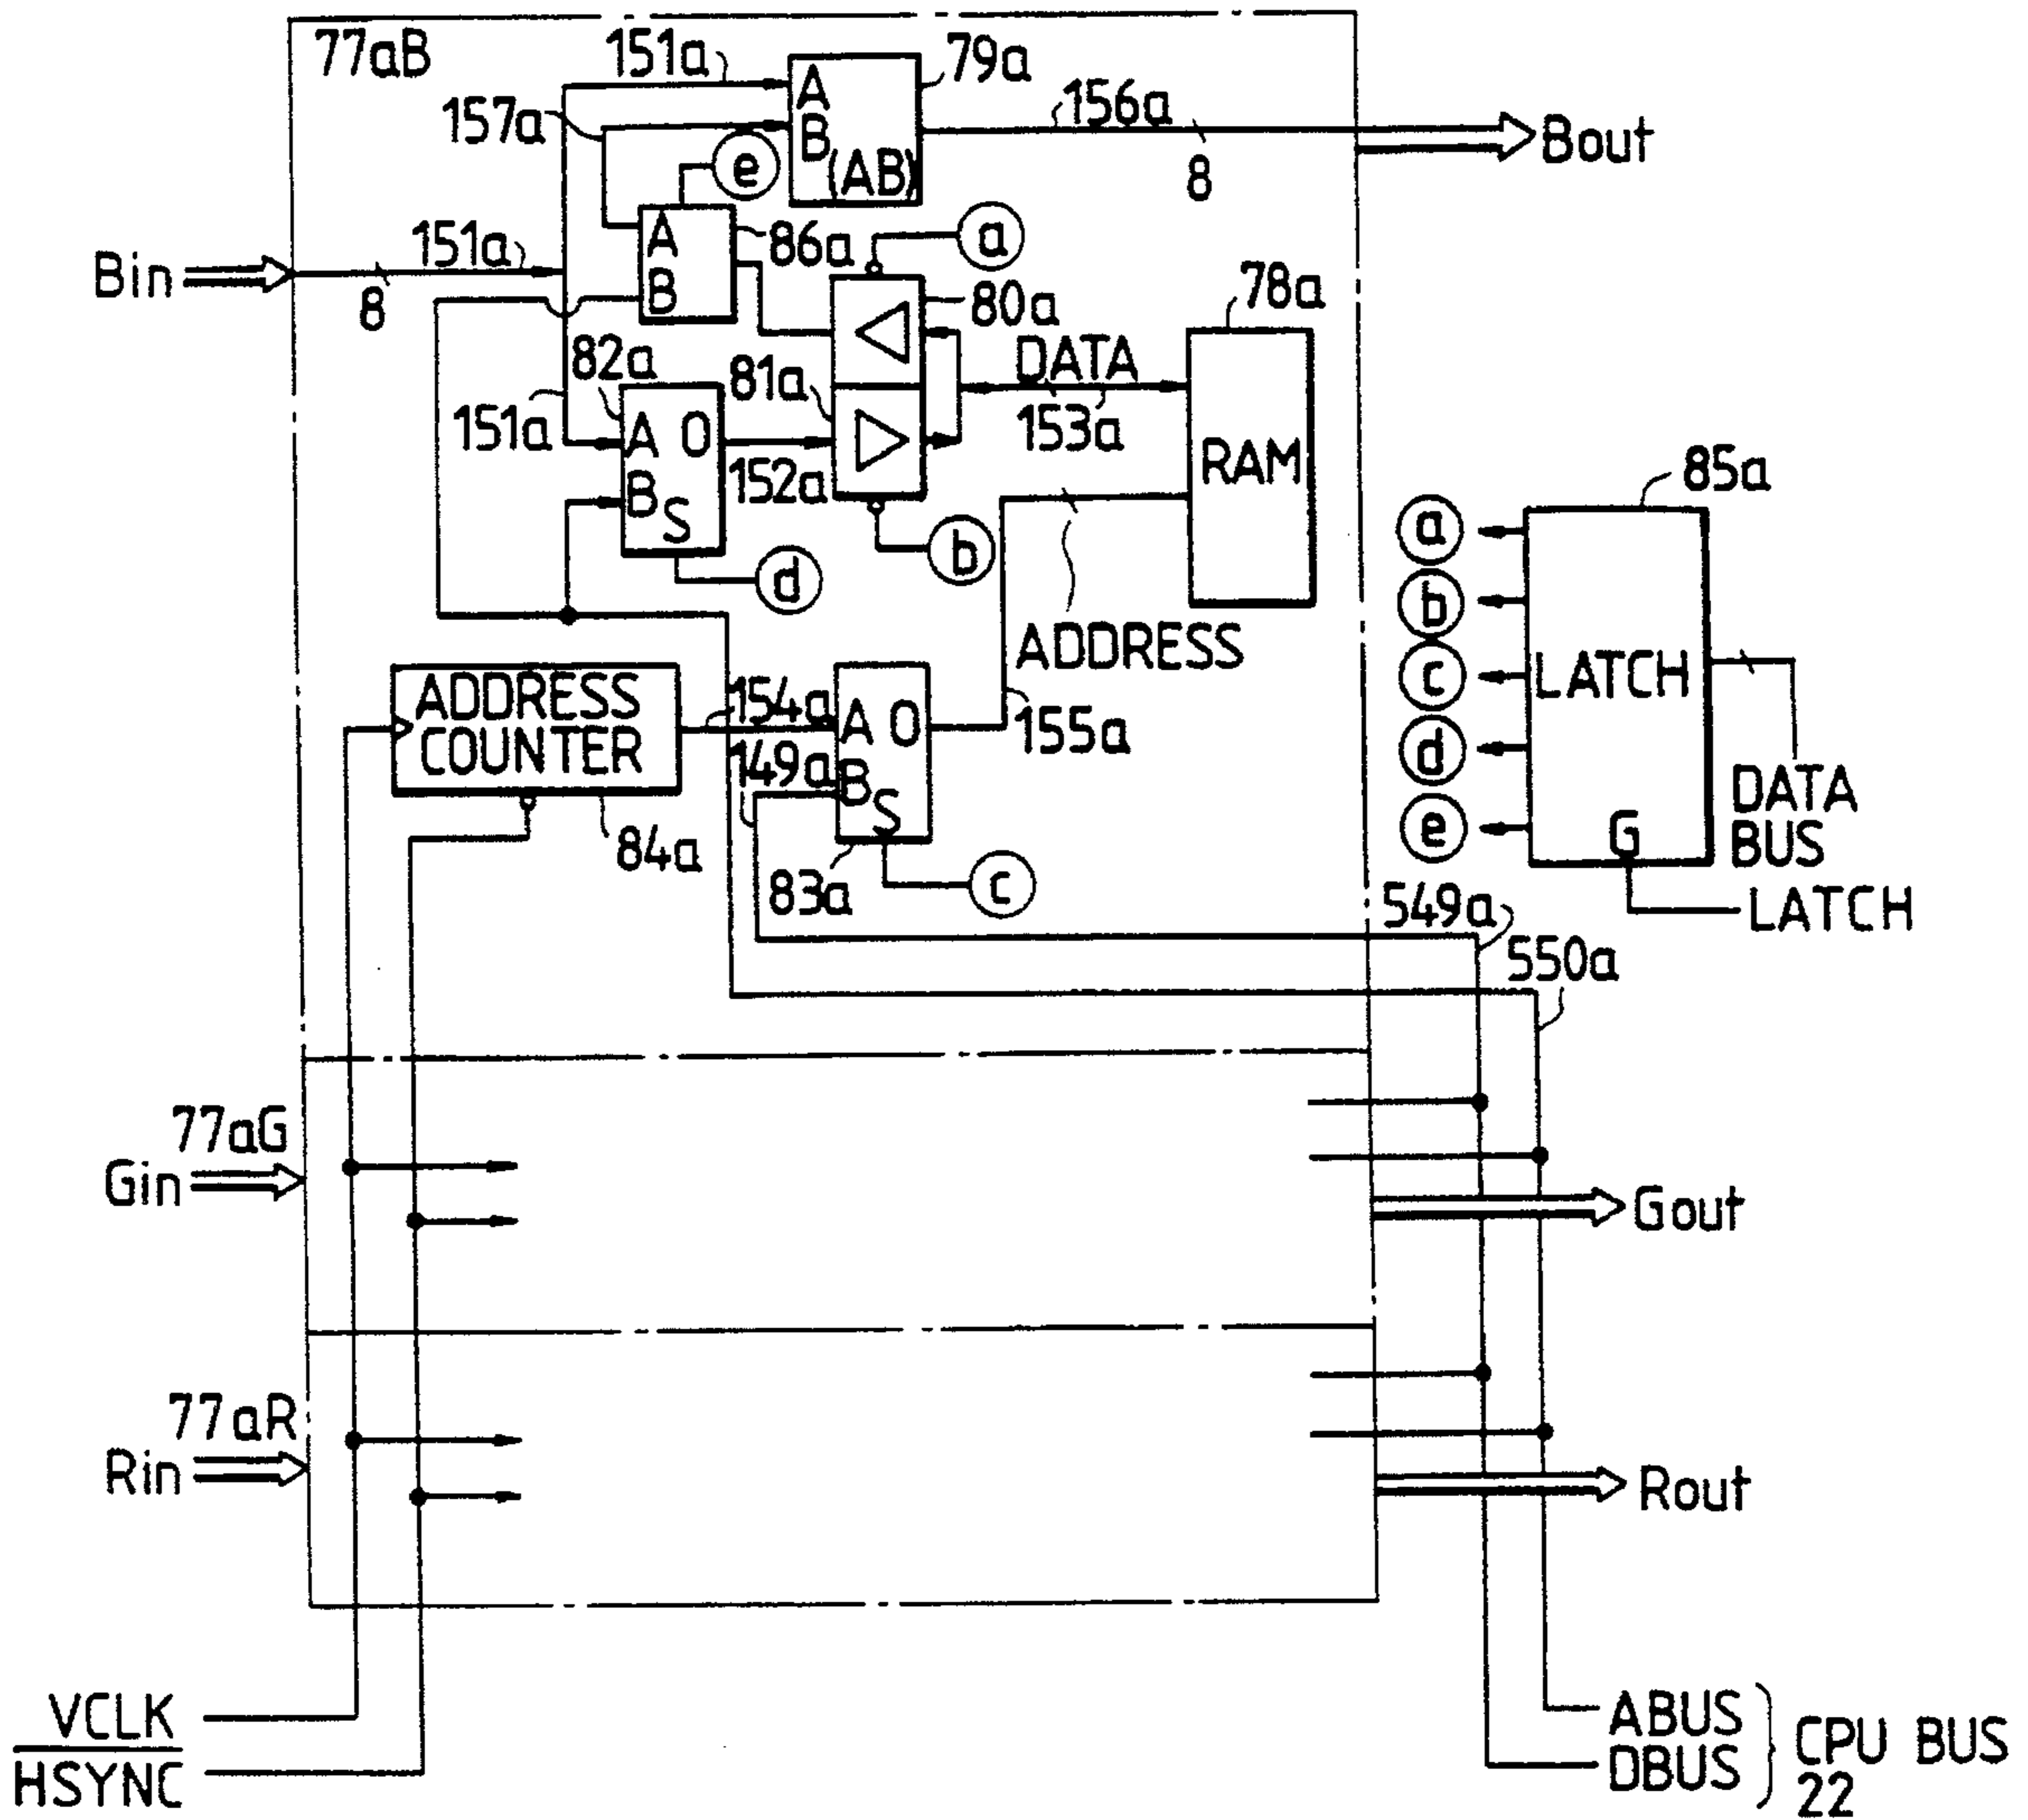 77aB
151a
79a
157a
A
B
(AB)
156a
8
Bout
e
A
B
86a
a
Bin
151a
8
80a
78a
82a
81a
DATA
153a
151a
A O
B
S
152a
RAM
85a
d
b
a
b
c
d
e
LATCH
G
DATA
BUS
LATCH
ADDRESS
ADDRESS
COUNTER
154a
149a
A O
B
S
155a
84a
83a
c
549a
550a
77aG
Gin
Gout
77aR
Rin
Rout
VCLK
HSYNC
ABUS
DBUS
CPU BUS
22